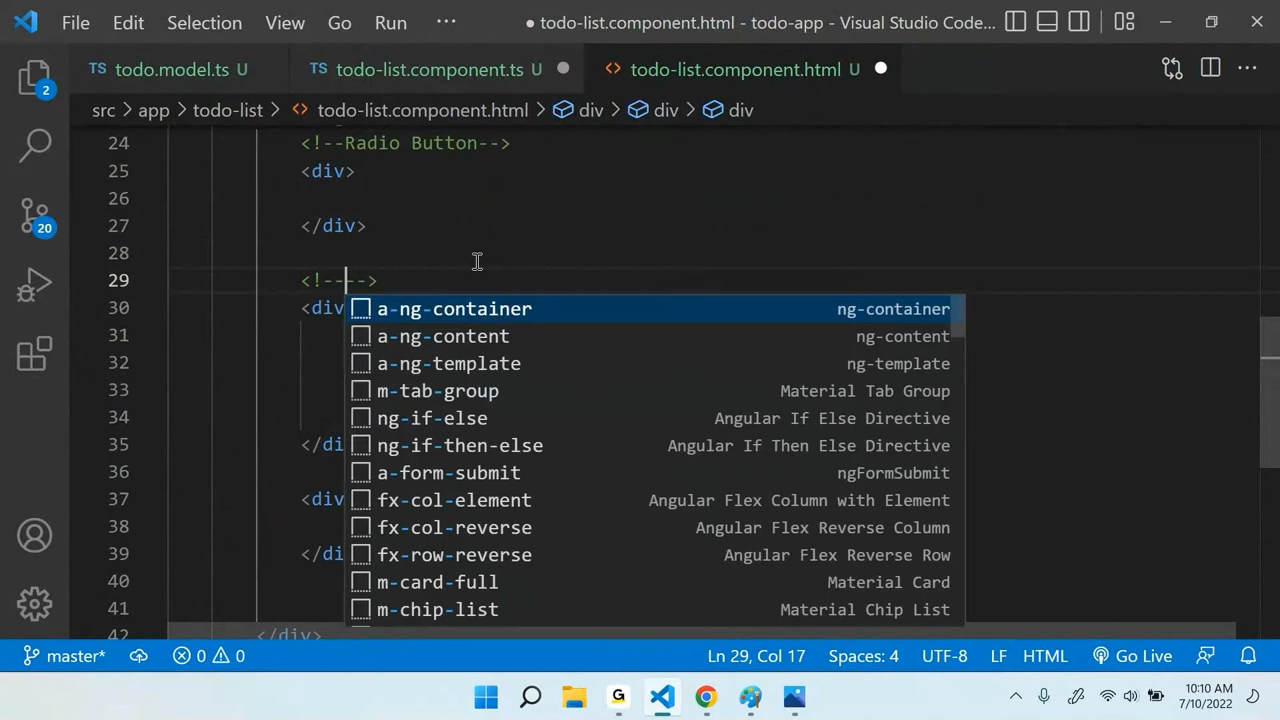 File Edit Selection View Go Run ··· ● todo-list.component.html - todo-app - Visual Studio Code...
TS todo.model.ts U TS todo-list.component.ts U ● <> todo-list.component.html U ●
src > app > todo-list > <> todo-list.component.html > div > div > div
2
20
24 <!--Radio Button-->
25 <div>
26
27 </div>
28
29 <!---->
30 <div
31
32
33
34
35 </di
36
37 <div
38
39 </di
40
41
42 </div>
a-ng-container ng-container
a-ng-content ng-content
a-ng-template ng-template
m-tab-group Material Tab Group
ng-if-else Angular If Else Directive
ng-if-then-else Angular If Then Else Directive
a-form-submit ngFormSubmit
fx-col-element Angular Flex Column with Element
fx-col-reverse Angular Flex Reverse Column
fx-row-reverse Angular Flex Reverse Row
m-card-full Material Card
m-chip-list Material Chip List
master* 0 0 Ln 29, Col 17 Spaces: 4 UTF-8 LF HTML Go Live
G
10:10 AM
7/10/2022